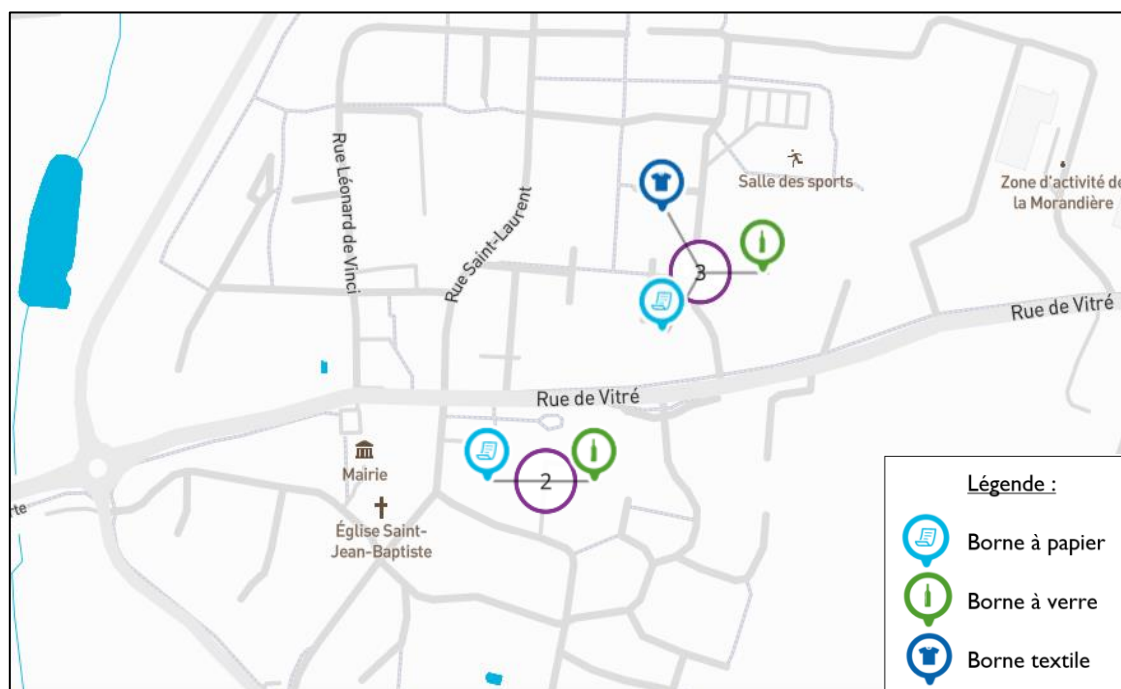 Rue Léonard de Vinci
Rue Saint-Laurent
Salle des sports
Zone d'activité de
la Morandière
3
Rue de Vitré
Rue de Vitré
Mairie
2
Église Saint-
Jean-Baptiste
rte
Légende :
Borne à papier
Borne à verre
Borne textile